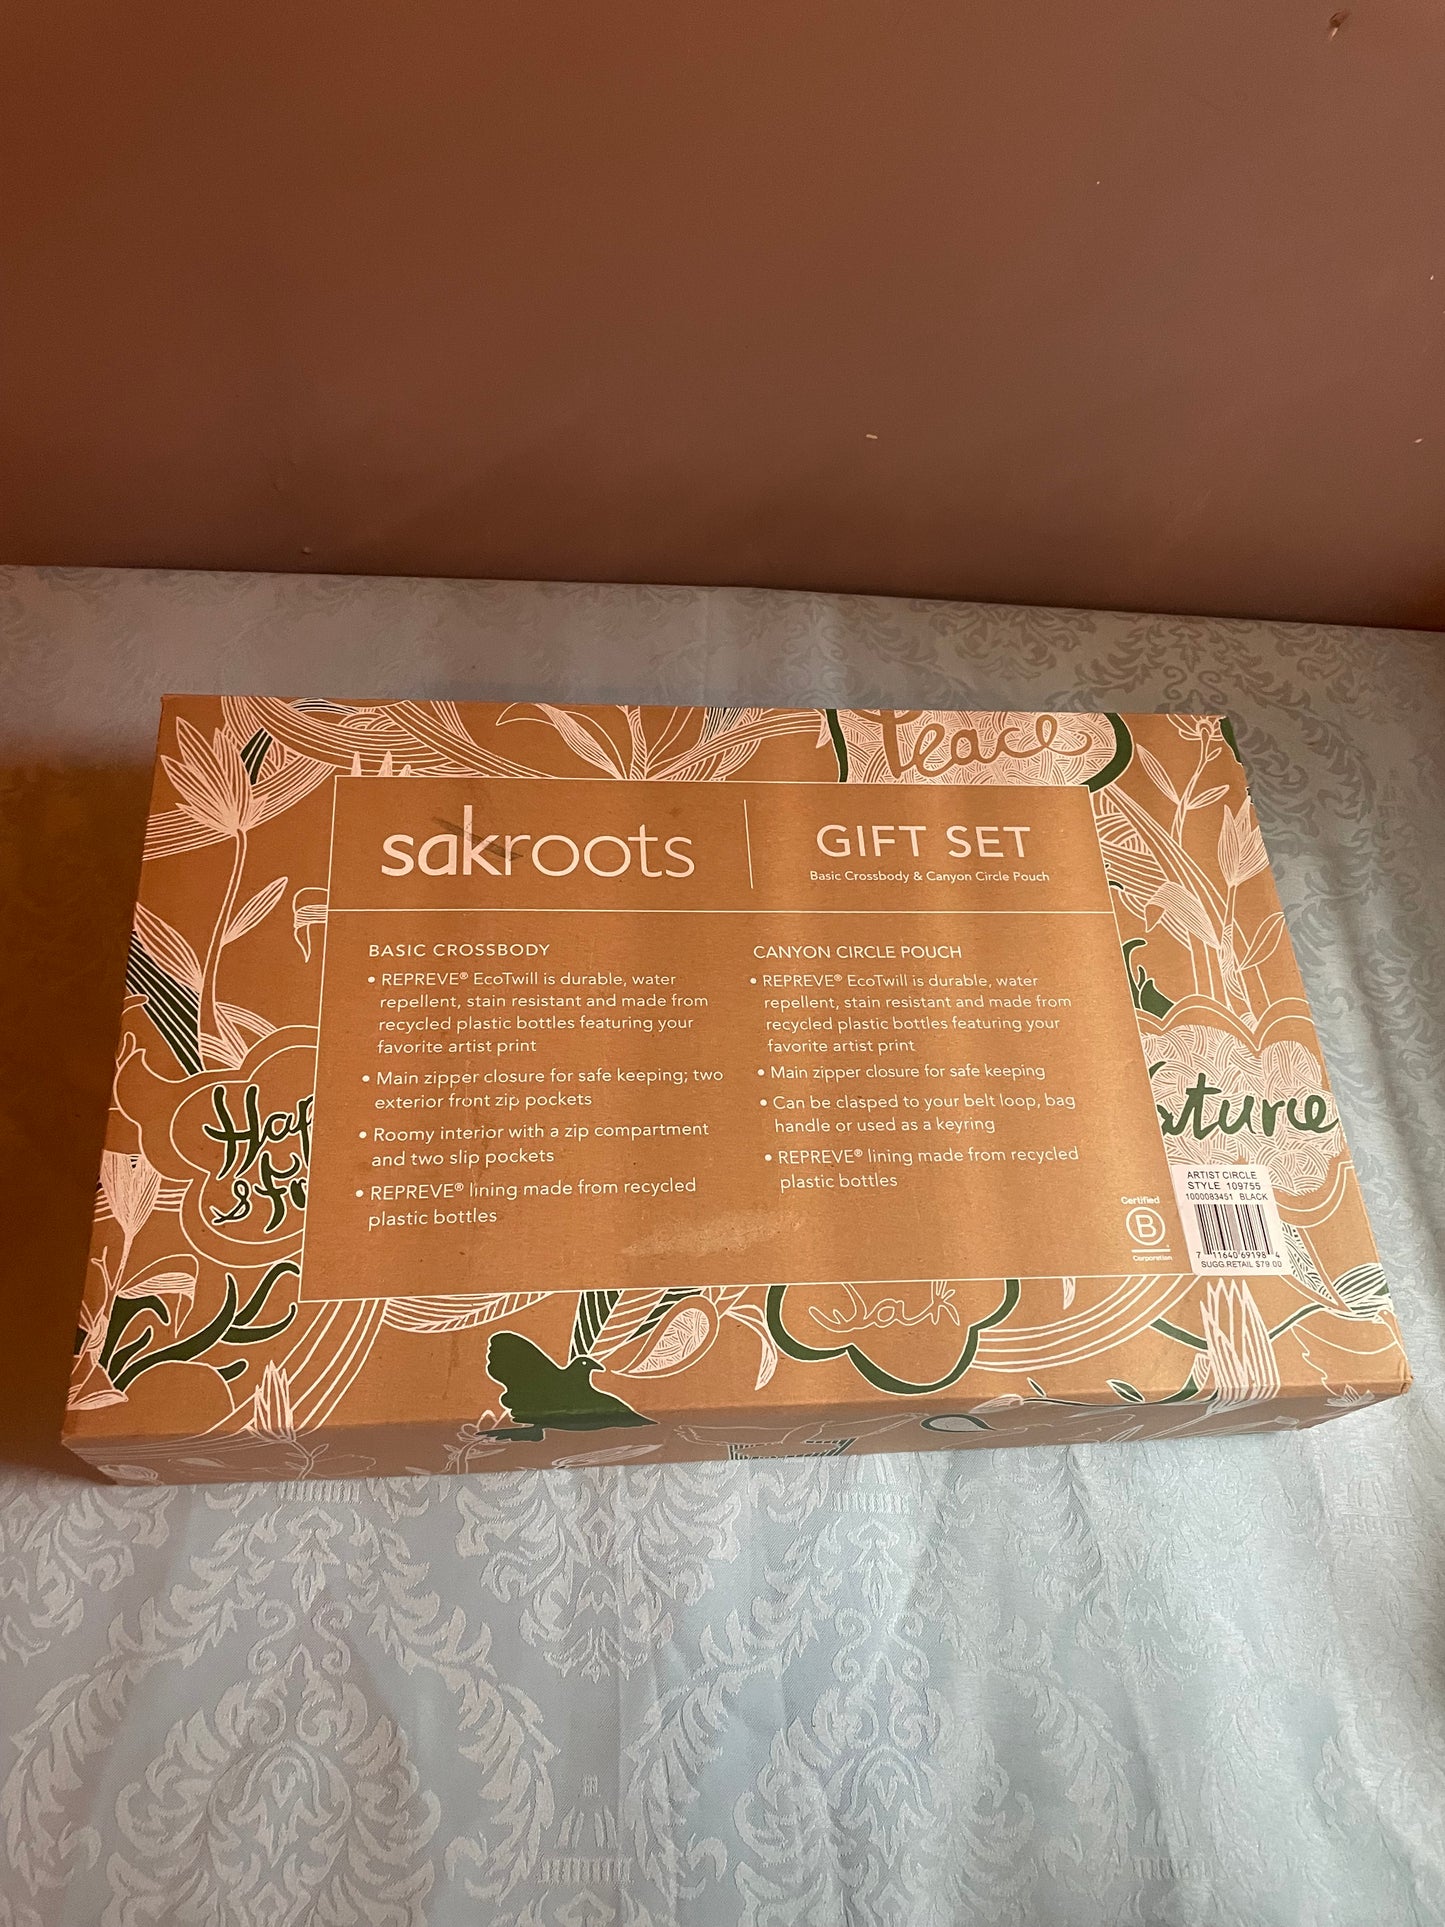 Peace
sakroots
GIFT SET
Basic Crossbody & Canyon Circle Pouch
BASIC CROSSBODY
• REPREVE® EcoTwill is durable, water
repellent, stain resistant and made from
recycled plastic bottles featuring your
favorite artist print
• Main zipper closure for safe keeping; two
exterior front zip pockets
• Roomy interior with a zip compartment
and two slip pockets
• REPREVE® lining made from recycled
plastic bottles
CANYON CIRCLE POUCH
• REPREVE® EcoTwill is durable, water
repellent, stain resistant and made from
recycled plastic bottles featuring your
favorite artist print
• Main zipper closure for safe keeping
• Can be clasped to your belt loop, bag
handle or used as a keyring
• REPREVE® lining made from recycled
plastic bottles
Certified
B
Corporation
ARTIST CIRCLE
STYLE 109755
1000083451 BLACK
7 11640 69198 4
SUGG.RETAIL $79.00
Sak